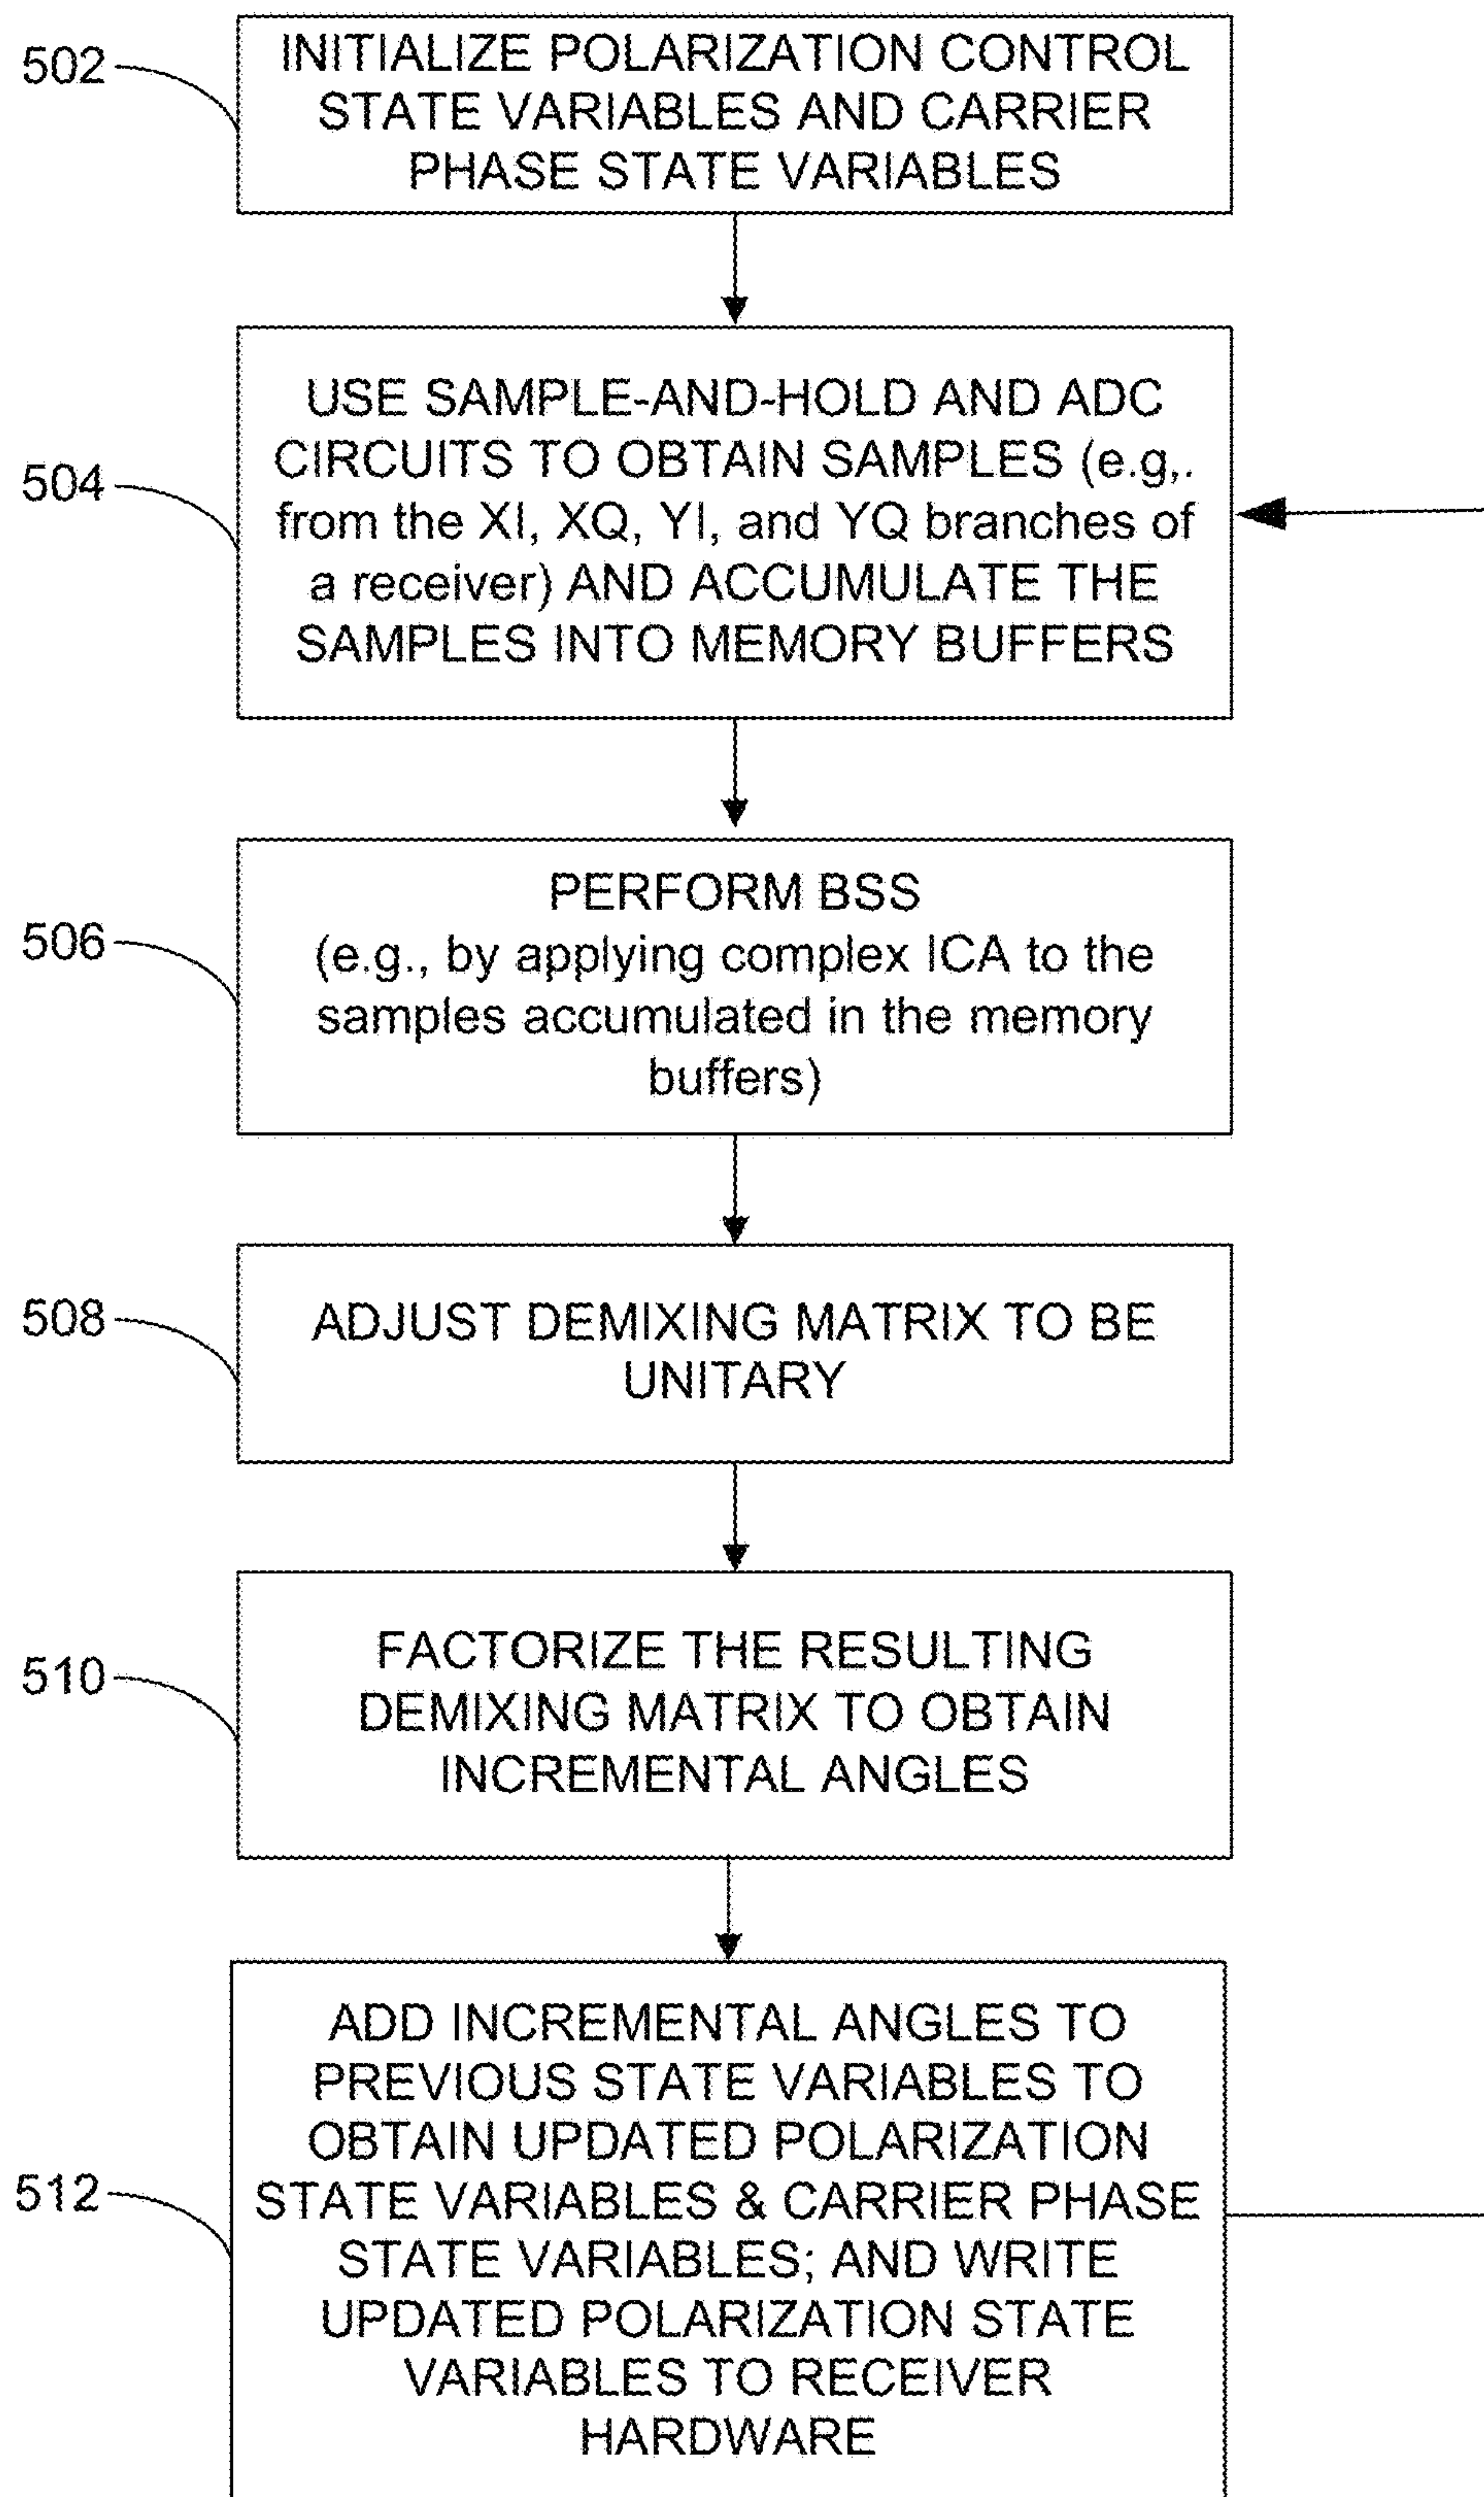 502
INITIALIZE POLARIZATION CONTROL
STATE VARIABLES AND CARRIER
PHASE STATE VARIABLES
504
USE SAMPLE-AND-HOLD AND ADC
CIRCUITS TO OBTAIN SAMPLES (e.g,.
from the XI, XQ, YI, and YQ branches of
a receiver) AND ACCUMULATE THE
SAMPLES INTO MEMORY BUFFERS
506
PERFORM BSS
(e.g., by applying complex ICA to the
samples accumulated in the memory
buffers)
508
ADJUST DEMIXING MATRIX TO BE
UNITARY
510
FACTORIZE THE RESULTING
DEMIXING MATRIX TO OBTAIN
INCREMENTAL ANGLES
512
ADD INCREMENTAL ANGLES TO
PREVIOUS STATE VARIABLES TO
OBTAIN UPDATED POLARIZATION
STATE VARIABLES & CARRIER PHASE
STATE VARIABLES; AND WRITE
UPDATED POLARIZATION STATE
VARIABLES TO RECEIVER
HARDWARE